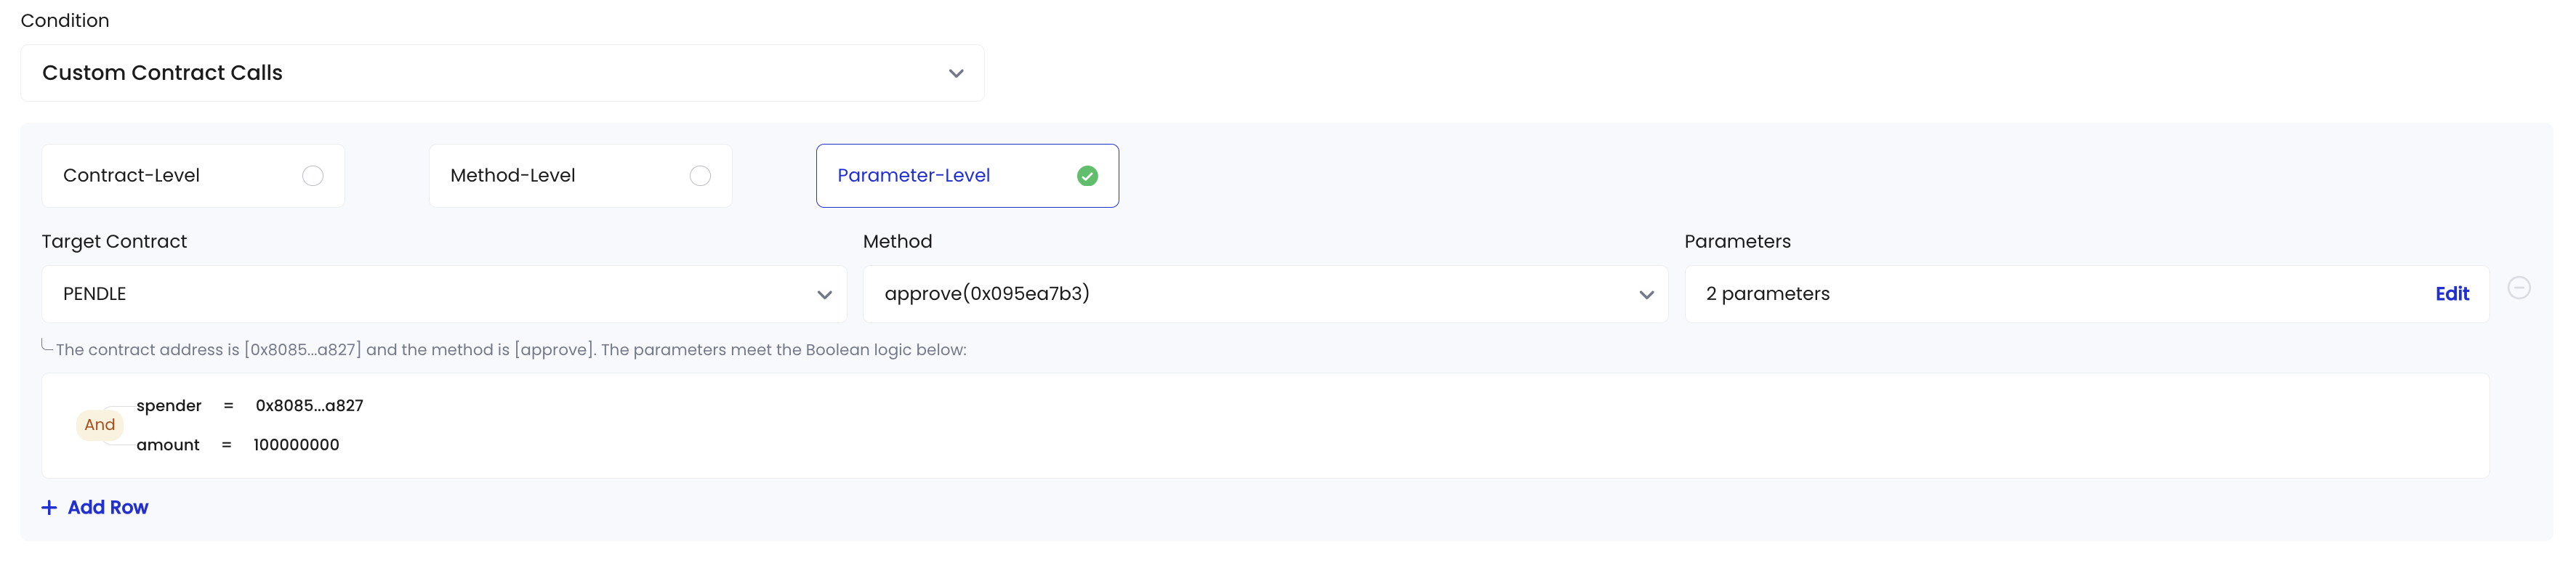 Condition
Custom Contract Calls
Contract-Level Method-Level Parameter-Level
Target Contract Method Parameters
PENDLE approve(0x095ea7b3) 2 parameters Edit
The contract address is [0x8085...a827] and the method is [approve]. The parameters meet the Boolean logic below:
spender = 0x8085...a827
And
amount = 100000000
+ Add Row